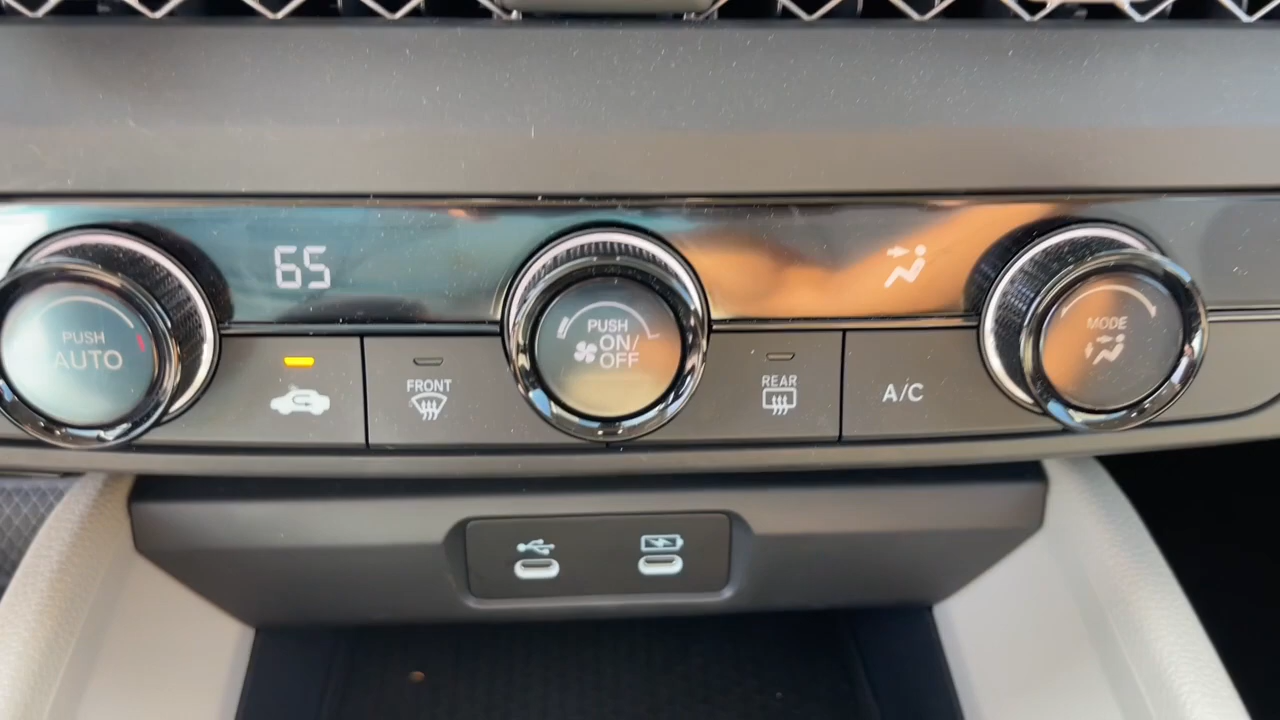 65
PUSH
AUTO
FRONT
PUSH
ON/
OFF
REAR
A/C
MODE